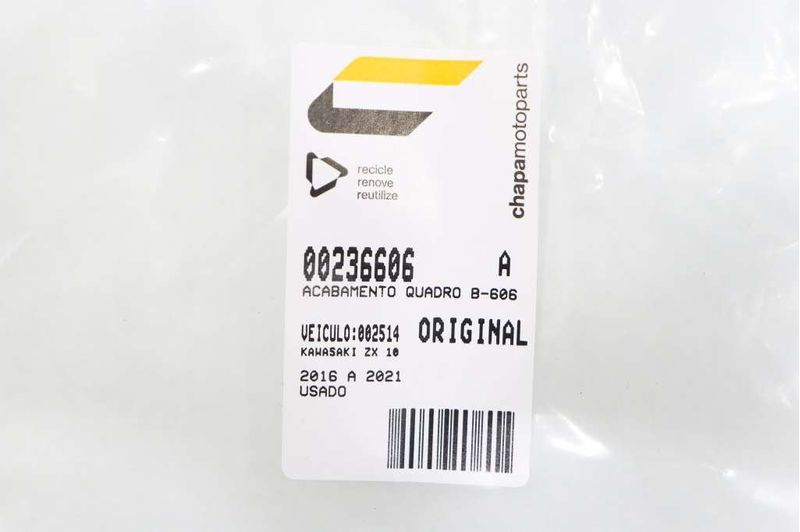 chapamotoparts
recicle
renove
reutilize
00236606 A
ACABAMENTO QUADRO B-606
VEICULO:002514 ORIGINAL
KAWASAKI ZX 10
2016 A 2021
USADO